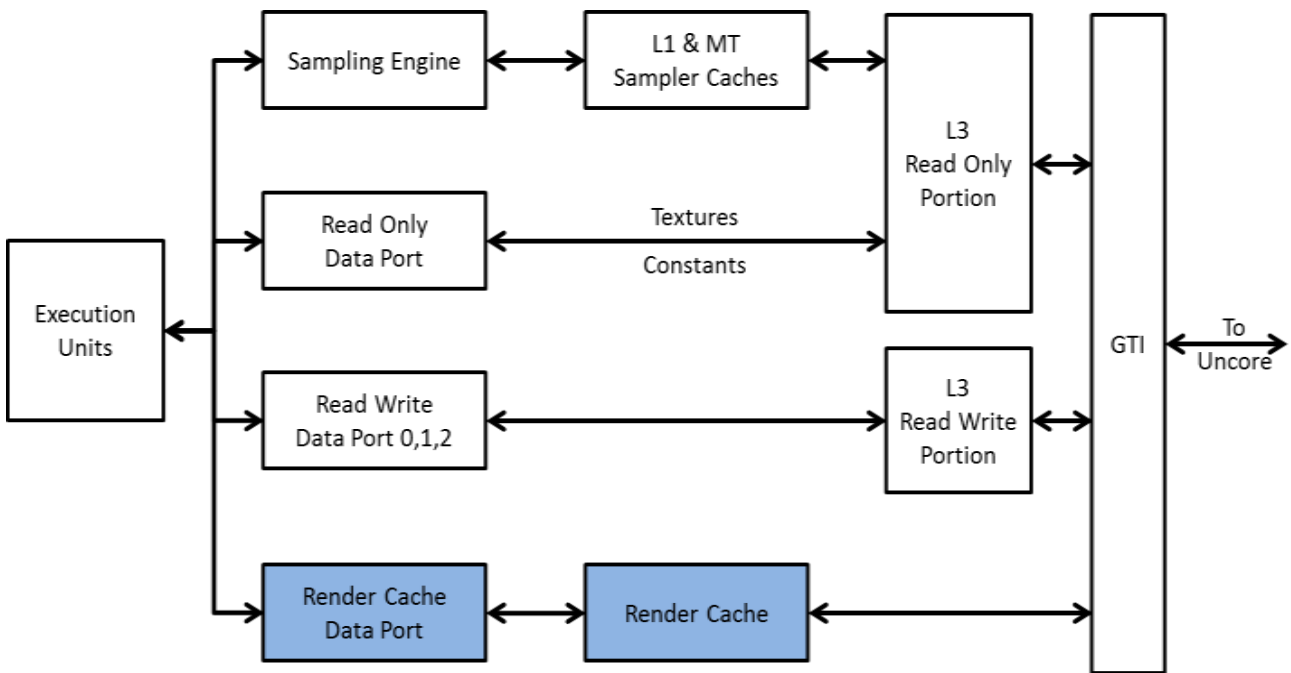 Sampling Engine
L1 & MT
Sampler Caches
L3
Read Only
Portion
Read Only
Data Port
Textures
Constants
Execution
Units
GTI
To
Uncore
Read Write
Data Port 0,1,2
L3
Read Write
Portion
Render Cache
Data Port
Render Cache